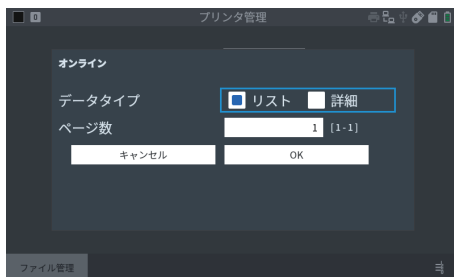 0 プリンタ管理
オンライン
データタイプ リスト 詳細
ページ数 1 [1-1]
キャンセル OK
ファイル管理